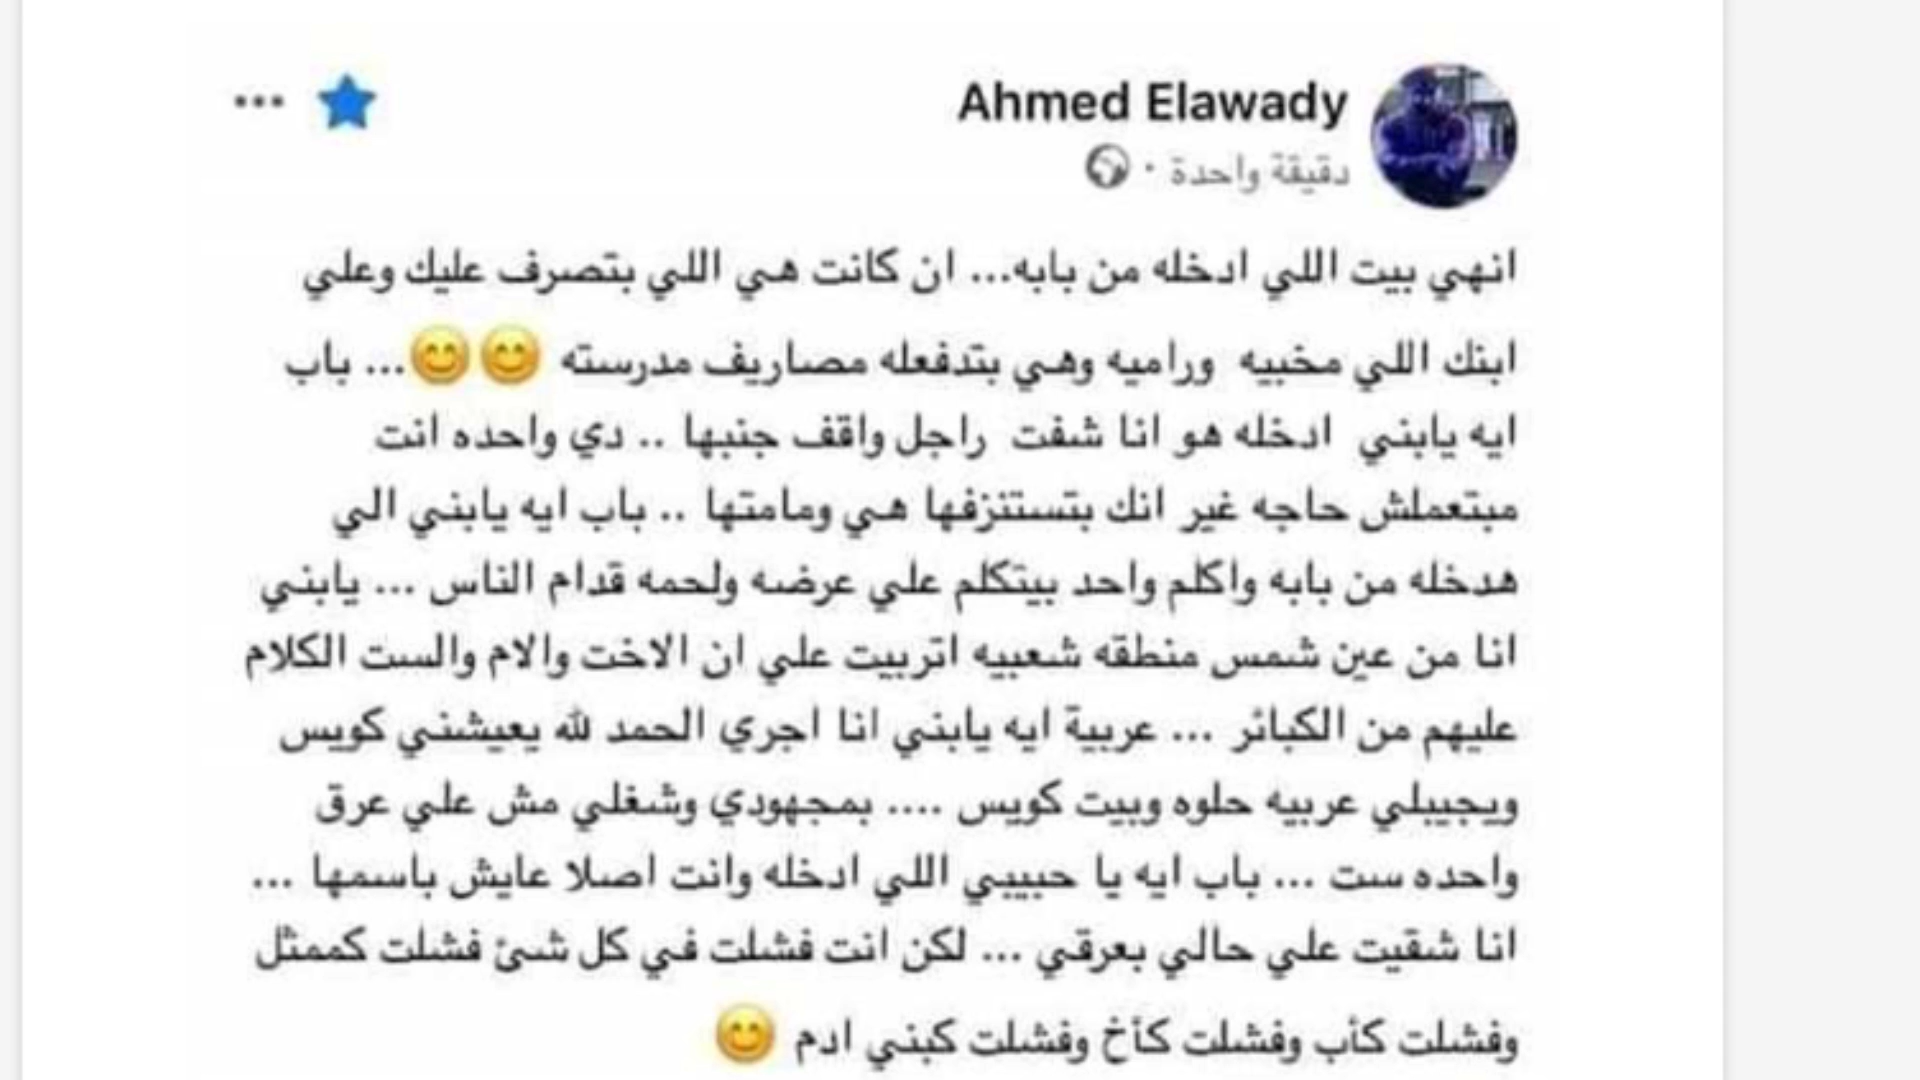 Ahmed Elawady
دقيقة واحدة ·
انهي بيت اللي ادخله من بابه... ان كانت هي اللي بتصرف عليك وعلي
ابنك اللي مخبيه وراميه وهي بتدفعله مصاريف مدرسته 😊😊... باب
ايه يابني ادخله هو انا شفت راجل واقف جنبها .. دي واحده انت
مبتعملش حاجه غير انك بتستنزفها هي ومامتها .. باب ايه يابني الي
هدخله من بابه واكلم واحد بيتكلم علي عرضه ولحمه قدام الناس ... يابني
انا من عين شمس منطقه شعبيه اتربيت علي ان الاخت والام والست الكلام
عليهم من الكبائر ... عربية ايه يابني انا اجري الحمد لله يعيشني كويس
ويجيبلي عربيه حلوه وبيت كويس .... بمجهودي وشغلي مش علي عرق
واحده ست ... باب ايه يا حبيبي اللي ادخله وانت اصلا عايش باسمها ...
انا شقيت علي حالي بعرقي ... لكن انت فشلت في كل شئ فشلت كممثل
وفشلت كأب وفشلت كأخ وفشلت كبني ادم 😊